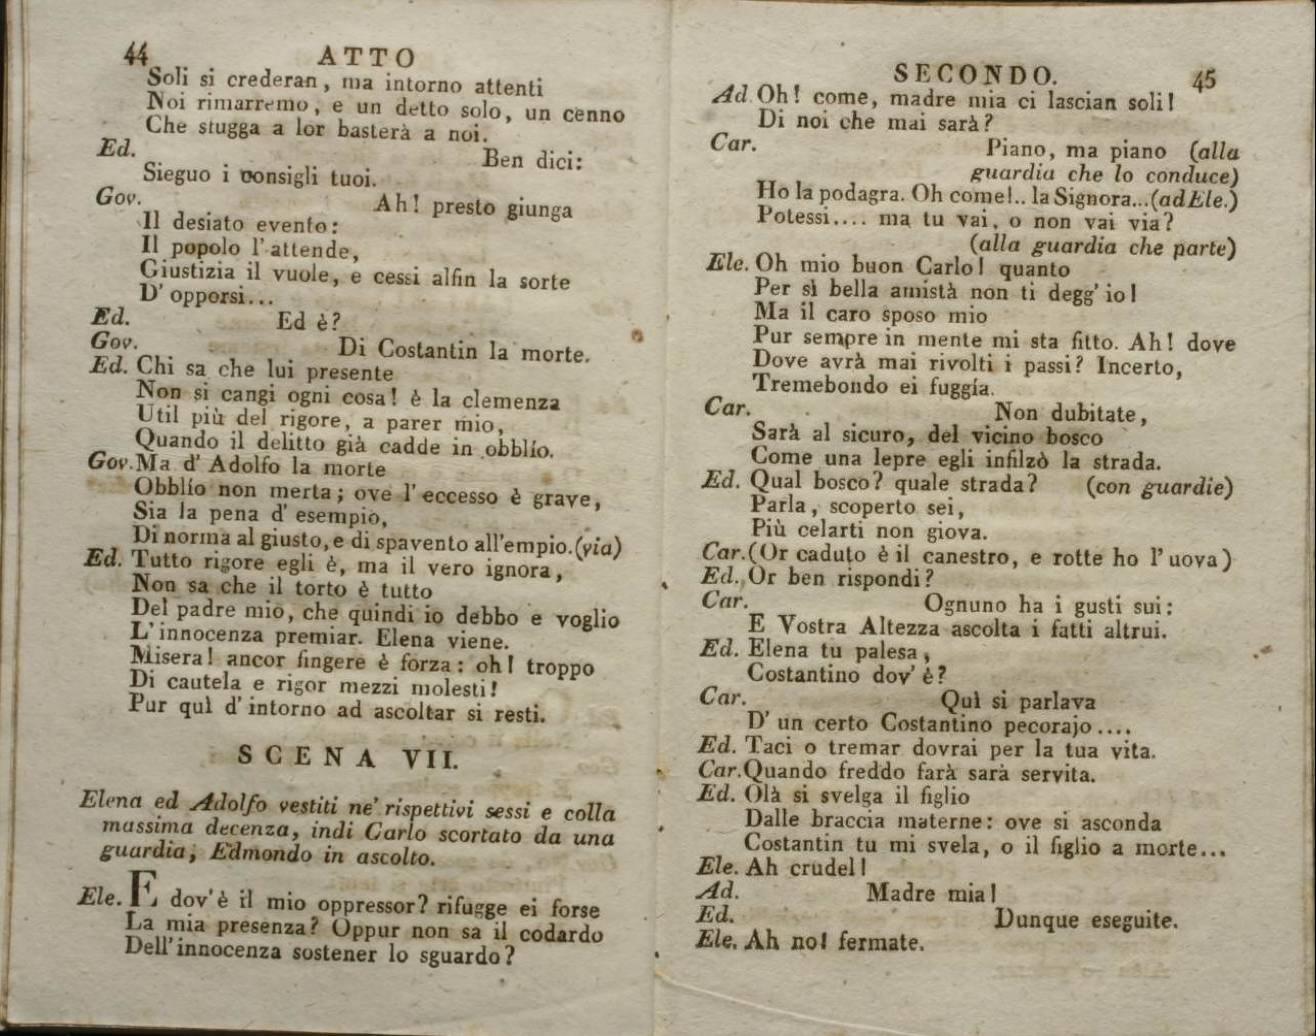 44 ATTO
Soli si crederan, ma intorno attenti
Noi rimarremo, e un detto solo, un cenno
Che stugga a lor basterà a noi.
Ed. Ben dici:
Sieguo i consigli tuoi.
Gov. Ah! presto giunga
Il desiato evento:
Il popolo l'attende,
Giustizia il vuole, e cessi alfin la sorte
D'opporsi...
Ed. Ed è?
Gov. Di Costantin la morte.
Ed. Chi sa che lui presente
Non si cangi ogni cosa! è la clemenza
Util più del rigore, a parer mio,
Quando il delitto già cadde in obblío.
Gov. Ma d'Adolfo la morte
Obblío non merta; ove l'eccesso è grave,
Sia la pena d'esempio,
Di norma al giusto, e di spavento all'empio. (via)
Ed. Tutto rigore egli è, ma il vero ignora,
Non sa che il torto è tutto
Del padre mio, che quindi io debbo e voglio
L'innocenza premiar. Elena viene.
Misera! ancor fingere è forza: oh! troppo
Di cautela e rigor mezzi molesti!
Pur quì d'intorno ad ascoltar si resti.
SCENA VII.
Elena ed Adolfo vestiti ne' rispettivi sessi e colla
massima decenza, indi Carlo scortato da una
guardia, Edmondo in ascolto.
Ele. E dov'è il mio oppressor? rifugge ei forse
La mia presenza? Oppur non sa il codardo
Dell'innocenza sostener lo sguardo?
SECONDO. 45
Ad. Oh! come, madre mia ci lascian soli!
Di noi che mai sarà?
Car. Piano, ma piano (alla
guardia che lo conduce)
Ho la podagra. Oh come!.. la Signora...(ad Ele.)
Potessi.... ma tu vai, o non vai via?
(alla guardia che parte)
Ele. Oh mio buon Carlo! quanto
Per sì bella amistà non ti degg'io!
Ma il caro sposo mio
Pur sempre in mente mi sta fitto. Ah! dove
Dove avrà mai rivolti i passi? Incerto,
Tremebondo ei fuggía.
Car. Non dubitate,
Sarà al sicuro, del vicino bosco
Come una lepre egli infilzò la strada.
Ed. Qual bosco? quale strada? (con guardie)
Parla, scoperto sei,
Più celarti non giova.
Car. (Or caduto è il canestro, e rotte ho l'uova)
Ed. Or ben rispondi?
Car. Ognuno ha i gusti sui:
E Vostra Altezza ascolta i fatti altrui.
Ed. Elena tu palesa,
Costantino dov'è?
Car. Quì si parlava
D'un certo Costantino pecorajo....
Ed. Taci o tremar dovrai per la tua vita.
Car. Quando freddo farà sarà servita.
Ed. Olà si svelga il figlio
Dalle braccia materne: ove si asconda
Costantin tu mi svela, o il figlio a morte...
Ele. Ah crudel!
Ad. Madre mia!
Ed. Dunque eseguite.
Ele. Ah no! fermate.